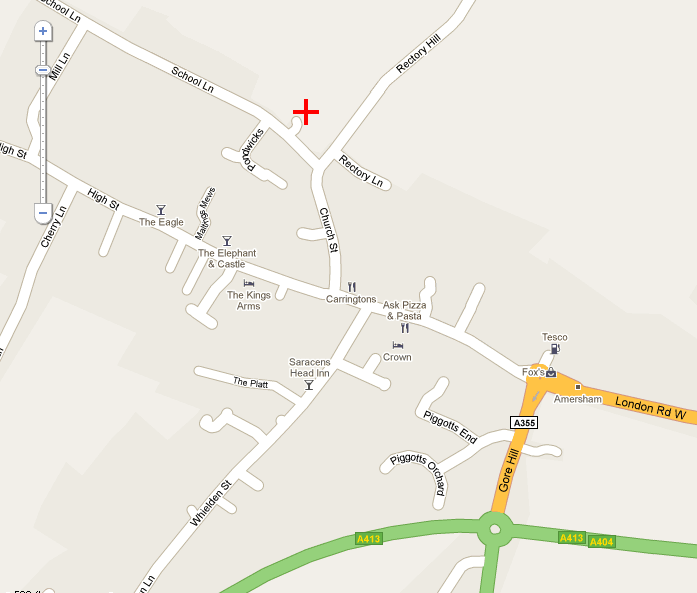 School Ln
Mill Ln
School Ln
Rectory Hill
Pondwicks
Rectory Ln
High St
High St
Cherry Ln
Maltings Mews
The Eagle
Church St
The Elephant
& Castle
The Kings
Arms
Carringtons
Ask Pizza
& Pasta
Crown
Tesco
Fox's
Amersham
London Rd W
Saracens
Head Inn
The Platt
A355
Piggotts End
Piggotts Orchard
Gore Hill
Whielden St
A413
A413
A404
Ln